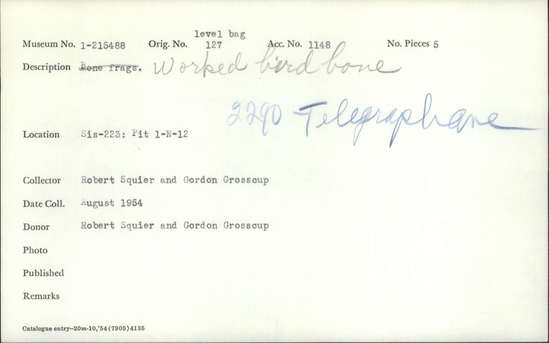 level bag
Museum No. 1-215488 Orig. No. 127 Acc. No. 1148 No. Pieces 5
Description Bone frags. Worked bird bone
2290 Telegraphane
Location Sis-223: Pit 1-E-12
Collector Robert Squier and Gordon Grosscup
Date Coll. August 1954
Donor Robert Squier and Gordon Grosscup
Photo
Published
Remarks
Catalogue entry—20m-10,'54(7905)4135